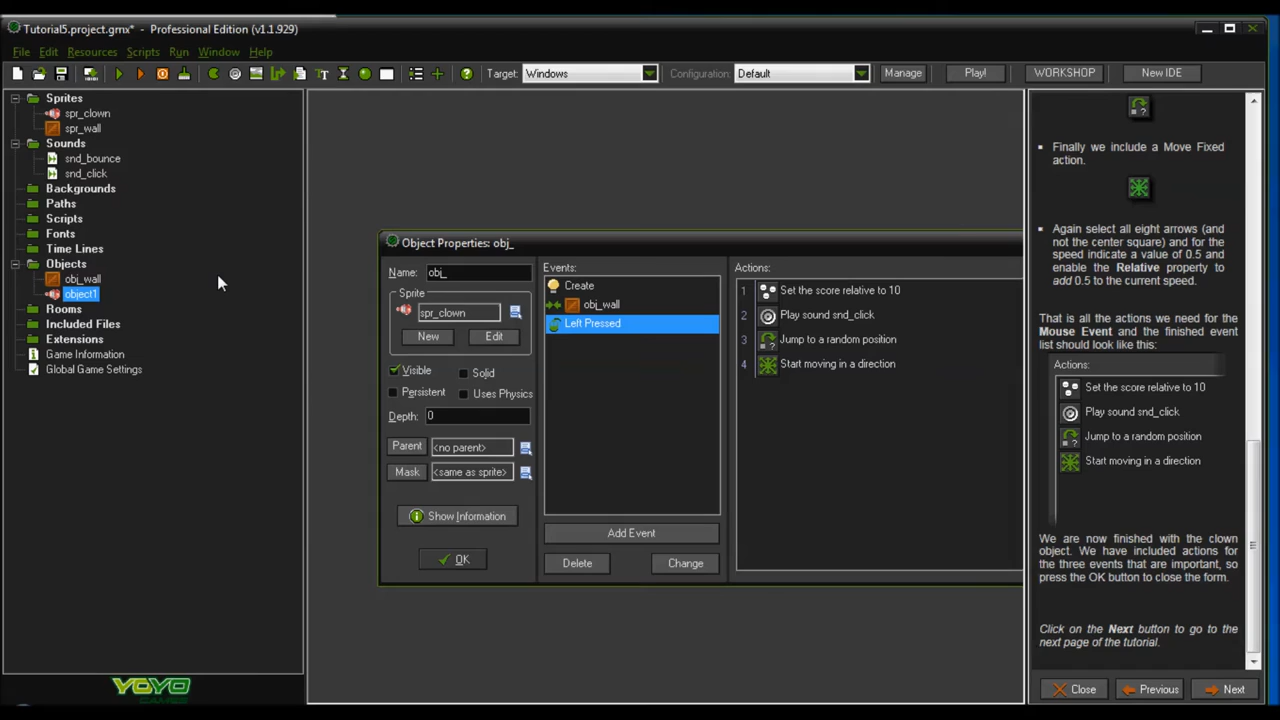 Tutorial5.project.gmx* - Professional Edition (v1.1.929)
File Edit Resources Scripts Run Window Help
Target: Windows Configuration: Default Manage Play! WORKSHOP New IDE
Sprites
spr_clown
spr_wall
Sounds
snd_bounce
snd_click
Backgrounds
Paths
Scripts
Fonts
Time Lines
Objects
obj_wall
object1
Rooms
Included Files
Extensions
Game Information
Global Game Settings
YOYO
GAMES
Object Properties: obj_
Name: obj_
Sprite
spr_clown
New Edit
Visible Solid
Persistent Uses Physics
Depth: 0
Parent <no parent>
Mask <same as sprite>
Show Information
OK
Events:
Create
obj_wall
Left Pressed
Add Event
Delete Change
Actions:
1 Set the score relative to 10
2 Play sound snd_click
3 Jump to a random position
4 Start moving in a direction
Finally we include a Move Fixed
action.
Again select all eight arrows (and
not the center square) and for the
speed indicate a value of 0.5 and
enable the Relative property to
add 0.5 to the current speed.
That is all the actions we need for the
Mouse Event and the finished event
list should look like this:
Actions:
Set the score relative to 10
Play sound snd_click
Jump to a random position
Start moving in a direction
We are now finished with the clown
object. We have included actions for
the three events that are important, so
press the OK button to close the form.
Click on the Next button to go to the
next page of the tutorial.
Close Previous Next